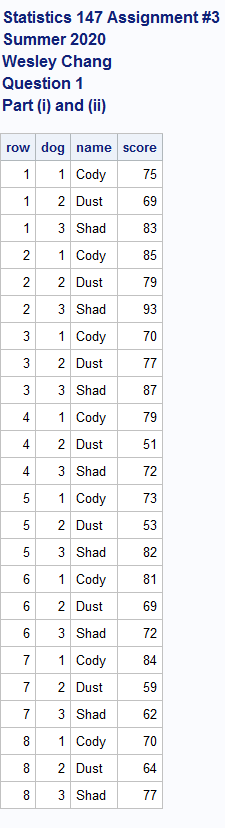 Statistics 147 Assignment #3
Summer 2020
Wesley Chang
Question 1
Part (i) and (ii)
row dog name score
1 1 Cody 75
1 2 Dust 69
1 3 Shad 83
2 1 Cody 85
2 2 Dust 79
2 3 Shad 93
3 1 Cody 70
3 2 Dust 77
3 3 Shad 87
4 1 Cody 79
4 2 Dust 51
4 3 Shad 72
5 1 Cody 73
5 2 Dust 53
5 3 Shad 82
6 1 Cody 81
6 2 Dust 69
6 3 Shad 72
7 1 Cody 84
7 2 Dust 59
7 3 Shad 62
8 1 Cody 70
8 2 Dust 64
8 3 Shad 77